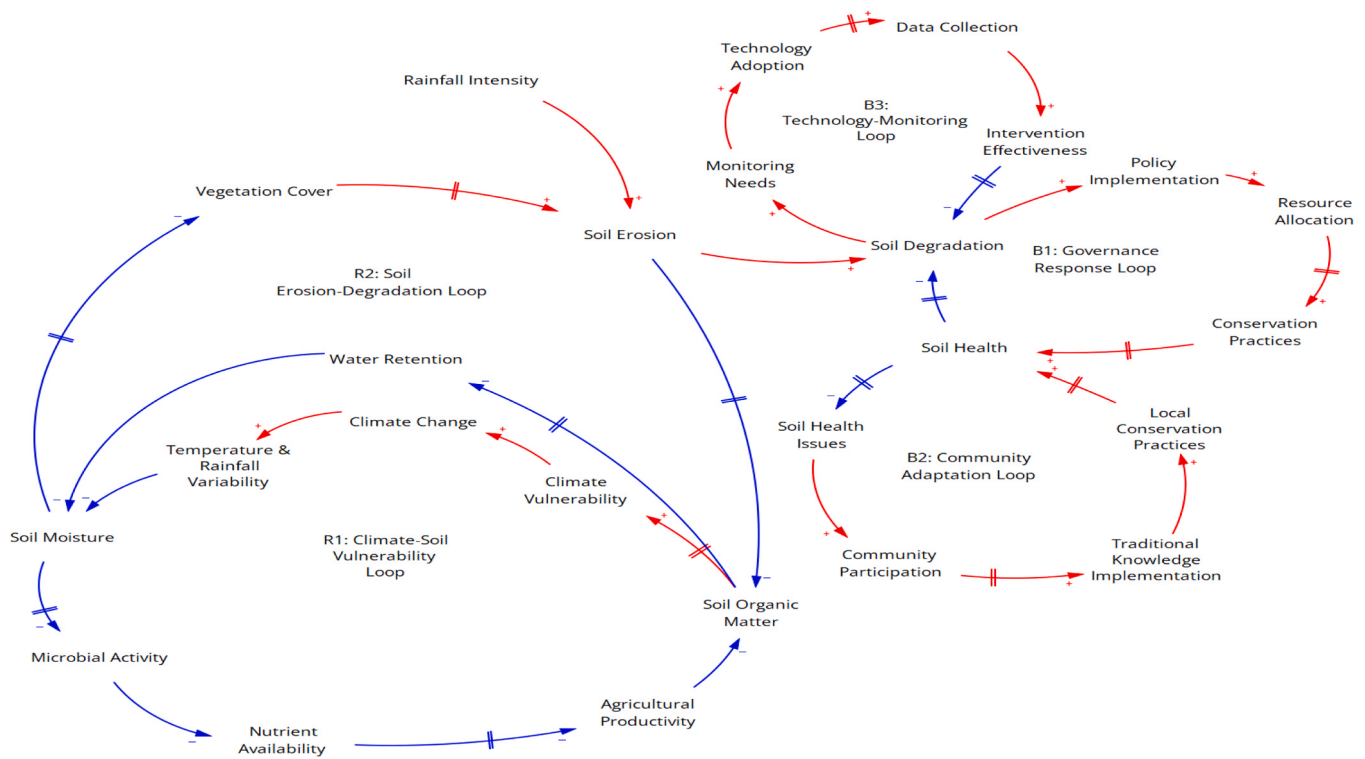 Data Collection
Technology
Adoption
Rainfall Intensity
B3:
Technology-Monitoring
Loop
Intervention
Effectiveness
Policy
Implementation
Monitoring
Needs
Vegetation Cover
Resource
Allocation
Soil Erosion
Soil Degradation
B1: Governance
Response Loop
R2: Soil
Erosion-Degradation Loop
Conservation
Practices
Soil Health
Water Retention
Climate Change
Soil Health
Issues
Local
Conservation
Practices
Temperature &
Rainfall
Variability
B2: Community
Adaptation Loop
Climate
Vulnerability
Soil Moisture
R1: Climate-Soil
Vulnerability
Loop
Community
Participation
Traditional
Knowledge
Implementation
Soil Organic
Matter
Microbial Activity
Agricultural
Productivity
Nutrient
Availability